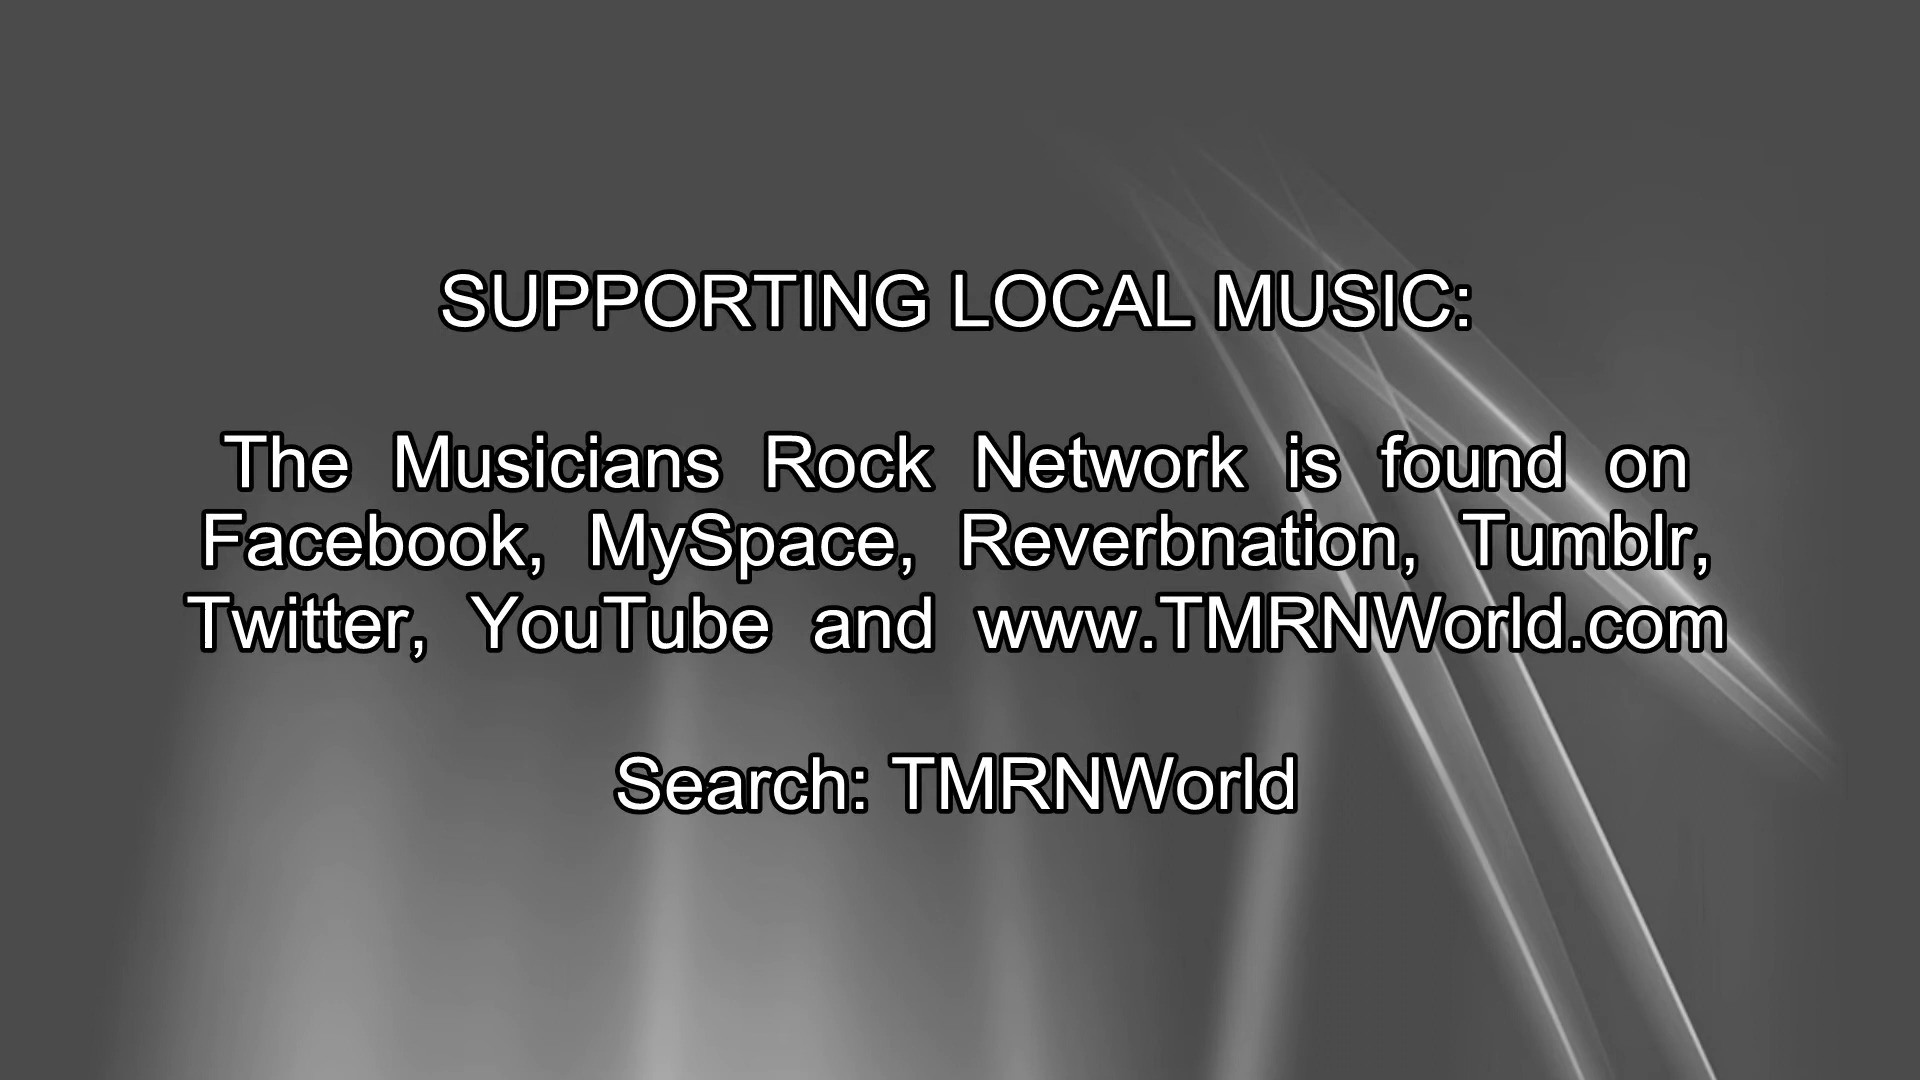 SUPPORTING LOCAL MUSIC:
The Musicians Rock Network is found on
Facebook, MySpace, Reverbnation, Tumblr,
Twitter, YouTube and www.TMRNWorld.com
Search: TMRNWorld